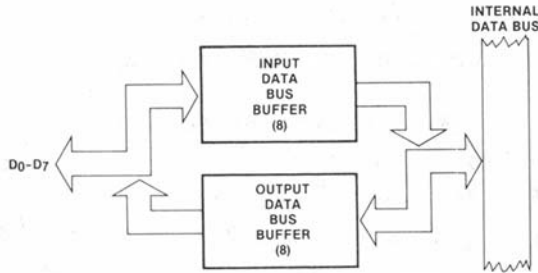 INTERNAL
DATA BUS
INPUT
DATA
BUS
BUFFER
(8)
D0-D7
OUTPUT
DATA
BUS
BUFFER
(8)